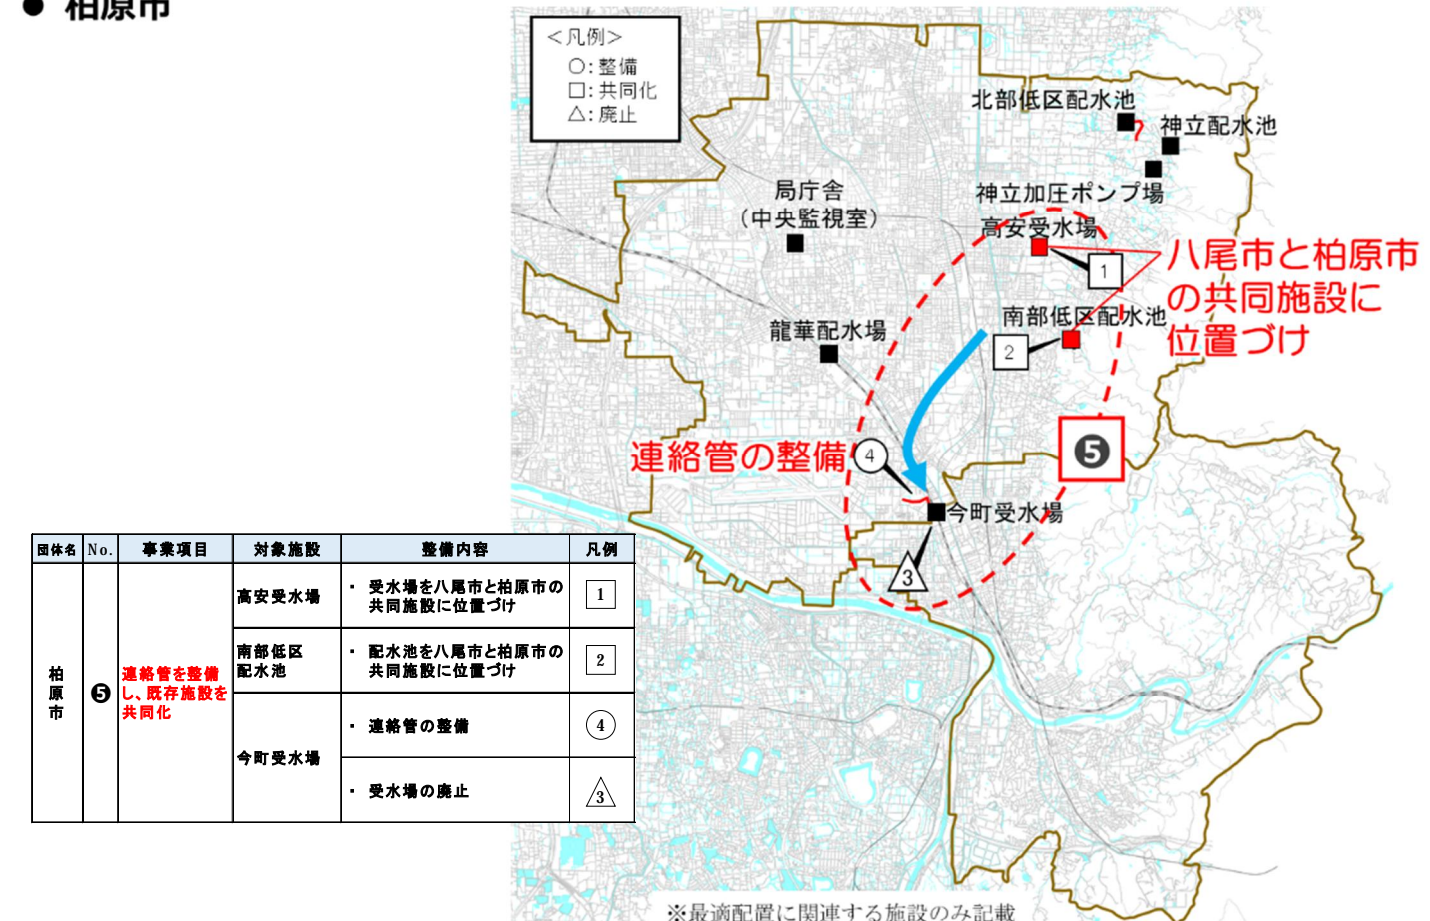 ● 柏原市
＜凡例＞
○：整備
□：共同化
△：廃止
北部低区配水池
神立配水池
局庁舎
（中央監視室）
神立加圧ポンプ場
高安受水場
1
八尾市と柏原市
の共同施設に
位置づけ
南部低区配水池
龍華配水場
2
連絡管の整備
4
❺
今町受水場
3
団体名 No. 事業項目 対象施設 整備内容 凡例
柏原市 ❺ 連絡管を整備
し、既存施設を
共同化
高安受水場
・ 受水場を八尾市と柏原市の
共同施設に位置づけ
1
南部低区
配水池
・ 配水池を八尾市と柏原市の
共同施設に位置づけ
2
今町受水場
・ 連絡管の整備
4
・ 受水場の廃止
3
※最適配置に関連する施設のみ記載